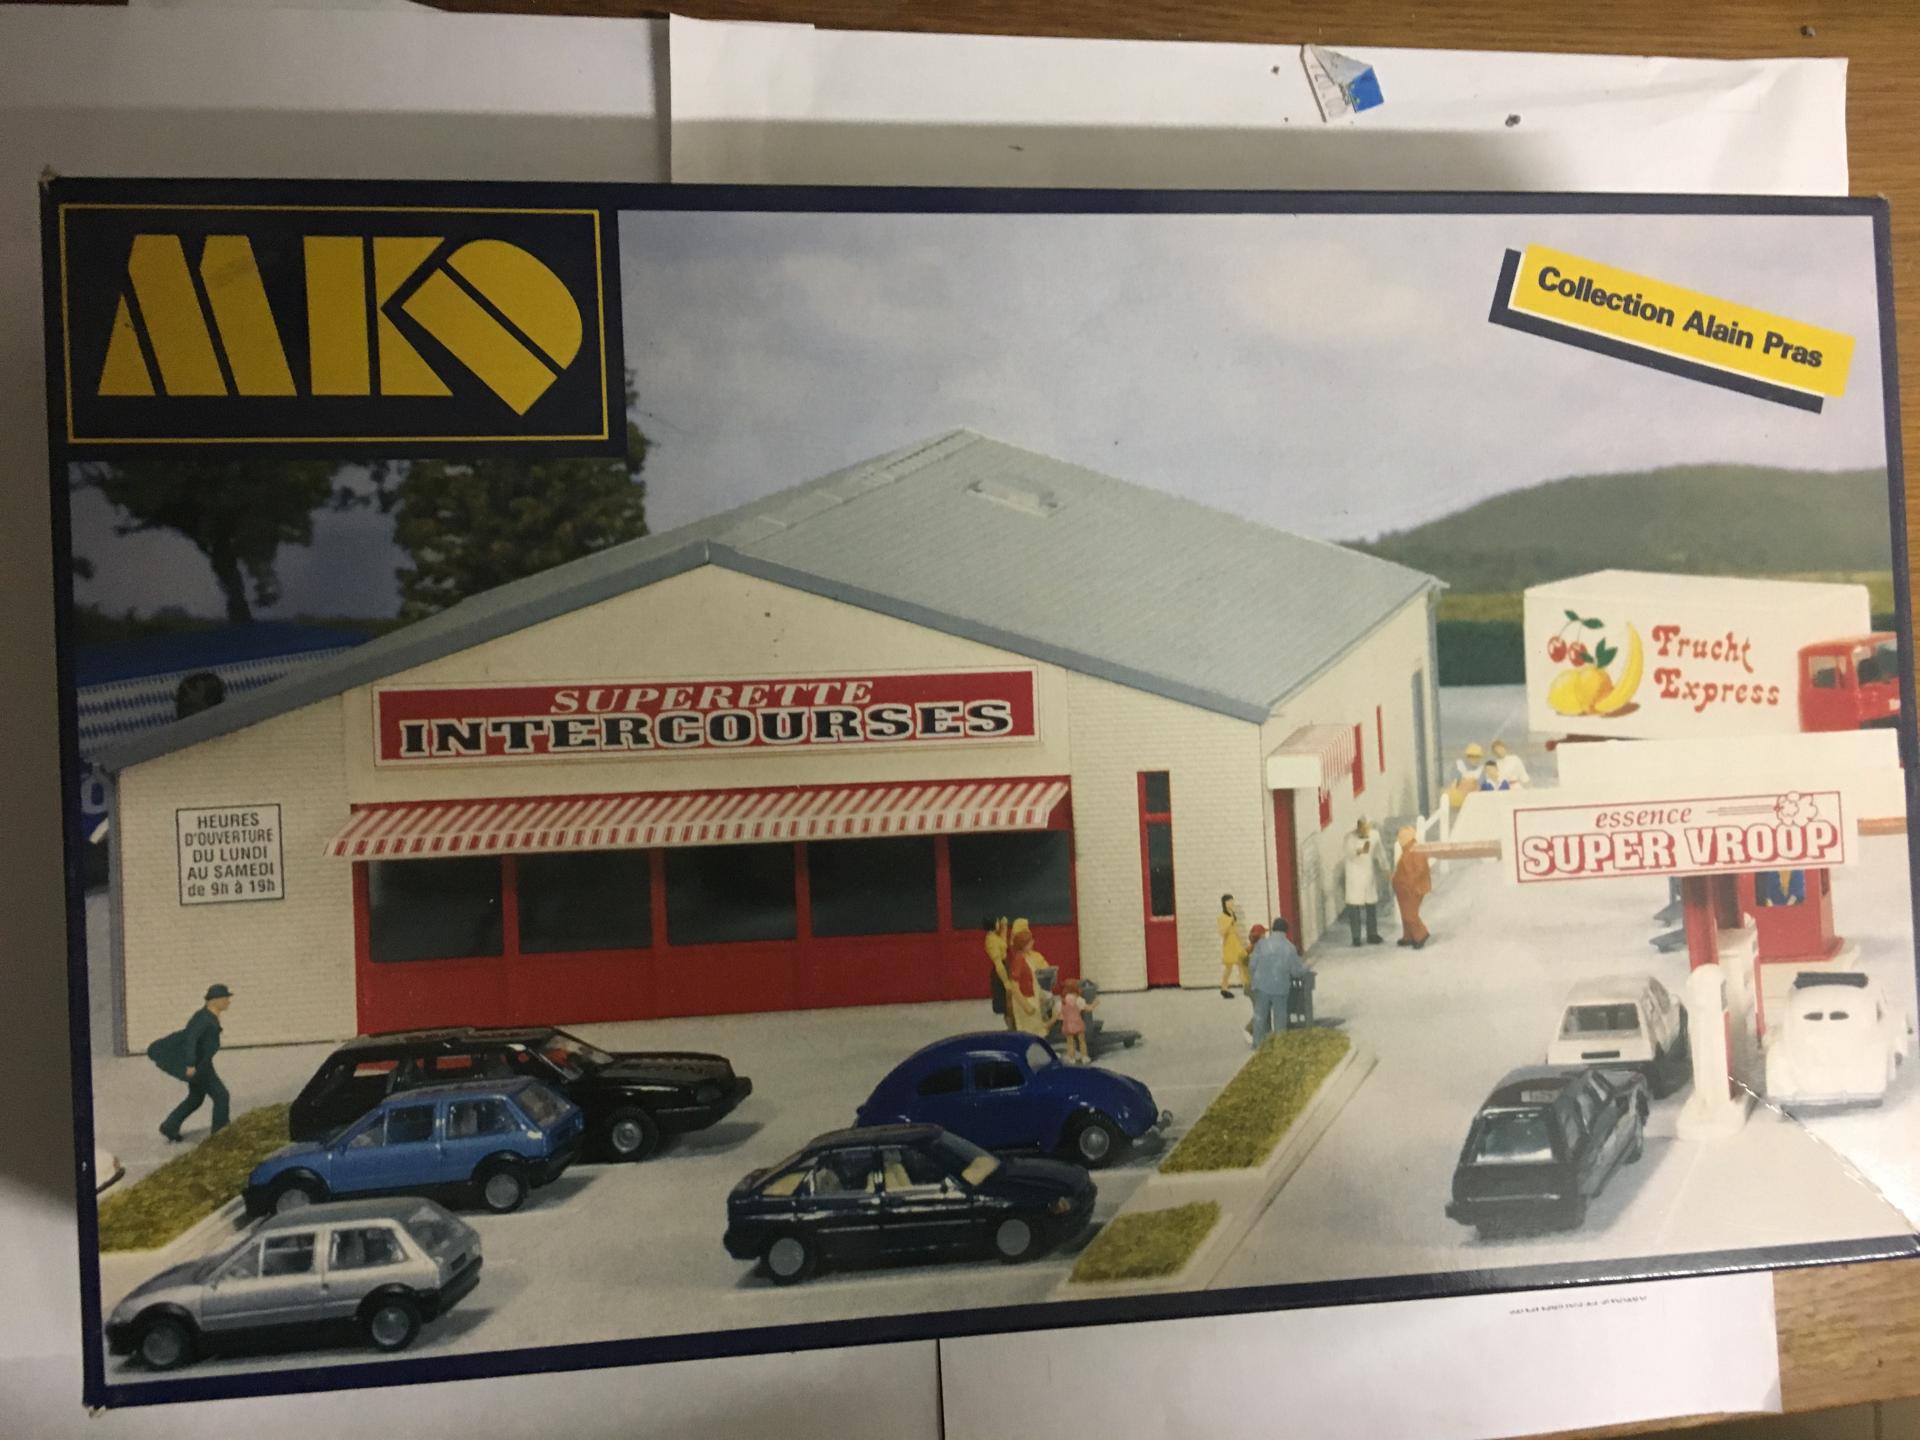 MKD
Collection Alain Pras
SUPERETTE
INTERCOURSES
Frucht
Express
HEURES
D'OUVERTURE
DU LUNDI
AU SAMEDI
de 9h à 19h
essence
SUPER VROOP